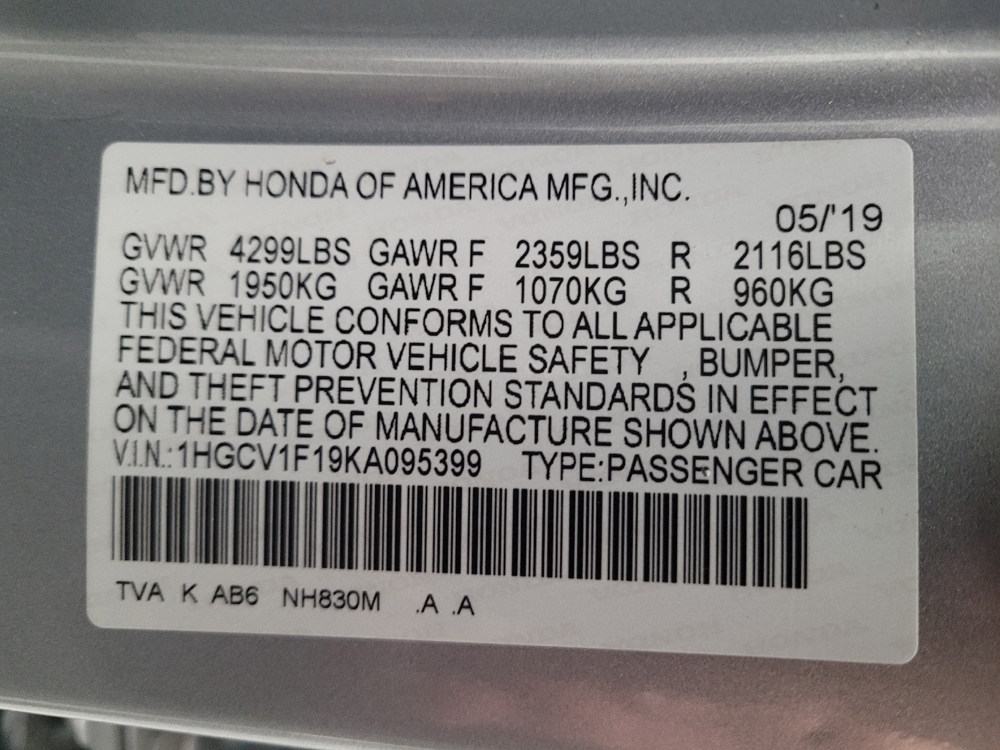 MFD.BY HONDA OF AMERICA MFG.,INC.
05/'19
GVWR 4299LBS GAWR F 2359LBS R 2116LBS
GVWR 1950KG GAWR F 1070KG R 960KG
THIS VEHICLE CONFORMS TO ALL APPLICABLE
FEDERAL MOTOR VEHICLE SAFETY , BUMPER,
AND THEFT PREVENTION STANDARDS IN EFFECT
ON THE DATE OF MANUFACTURE SHOWN ABOVE.
V.I.N.:1HGCV1F19KA095399 TYPE:PASSENGER CAR
TVA K AB6 NH830M .A .A